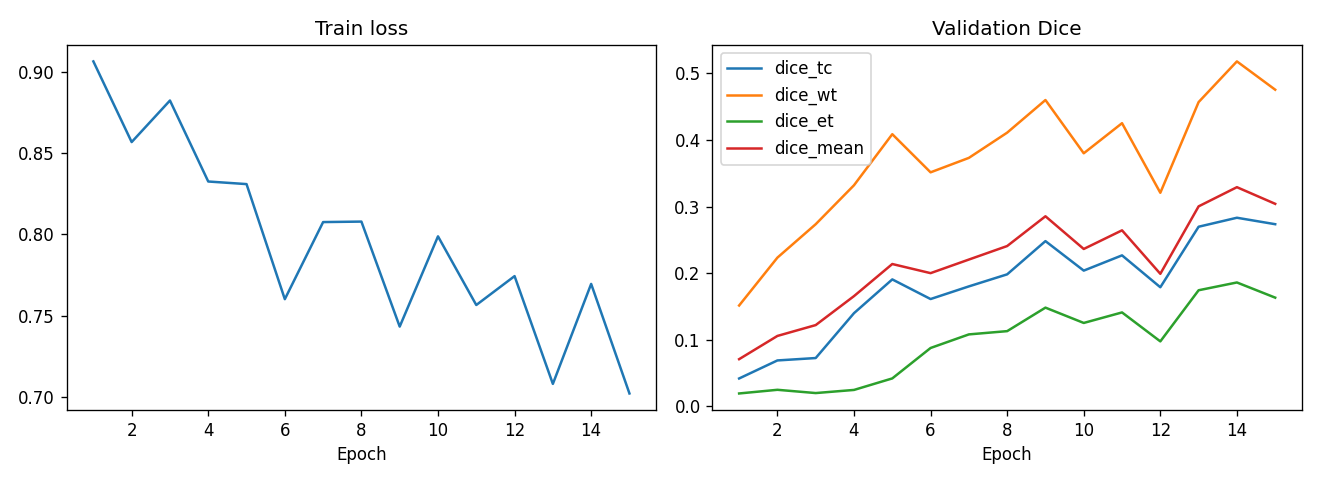 Train loss
0.90
0.85
0.80
0.75
0.70
2 4 6 8 10 12 14
Epoch
Validation Dice
dice_tc
dice_wt
dice_et
dice_mean
0.5
0.4
0.3
0.2
0.1
0.0
2 4 6 8 10 12 14
Epoch